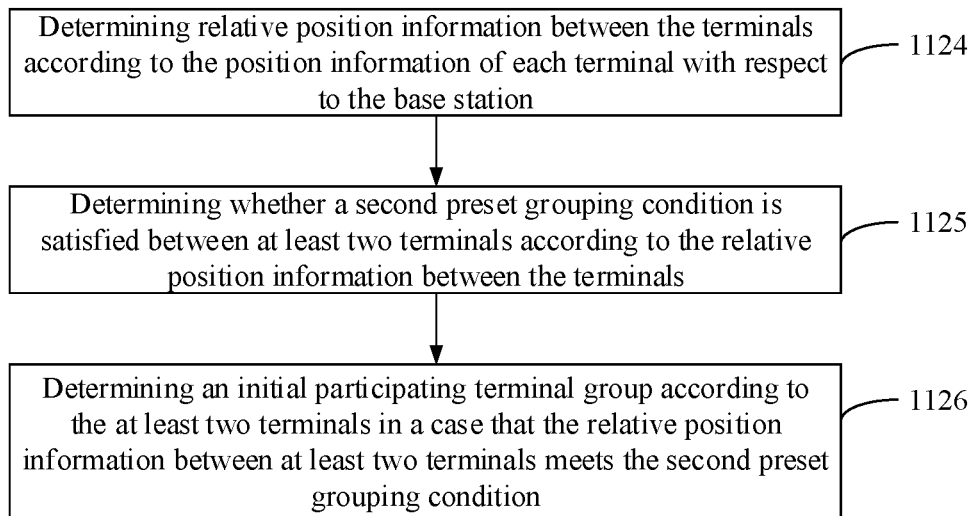 Determining relative position information between the terminals
according to the position information of each terminal with respect
to the base station
1124
Determining whether a second preset grouping condition is
satisfied between at least two terminals according to the relative
position information between the terminals
1125
Determining an initial participating terminal group according to
the at least two terminals in a case that the relative position
information between at least two terminals meets the second preset
grouping condition
1126